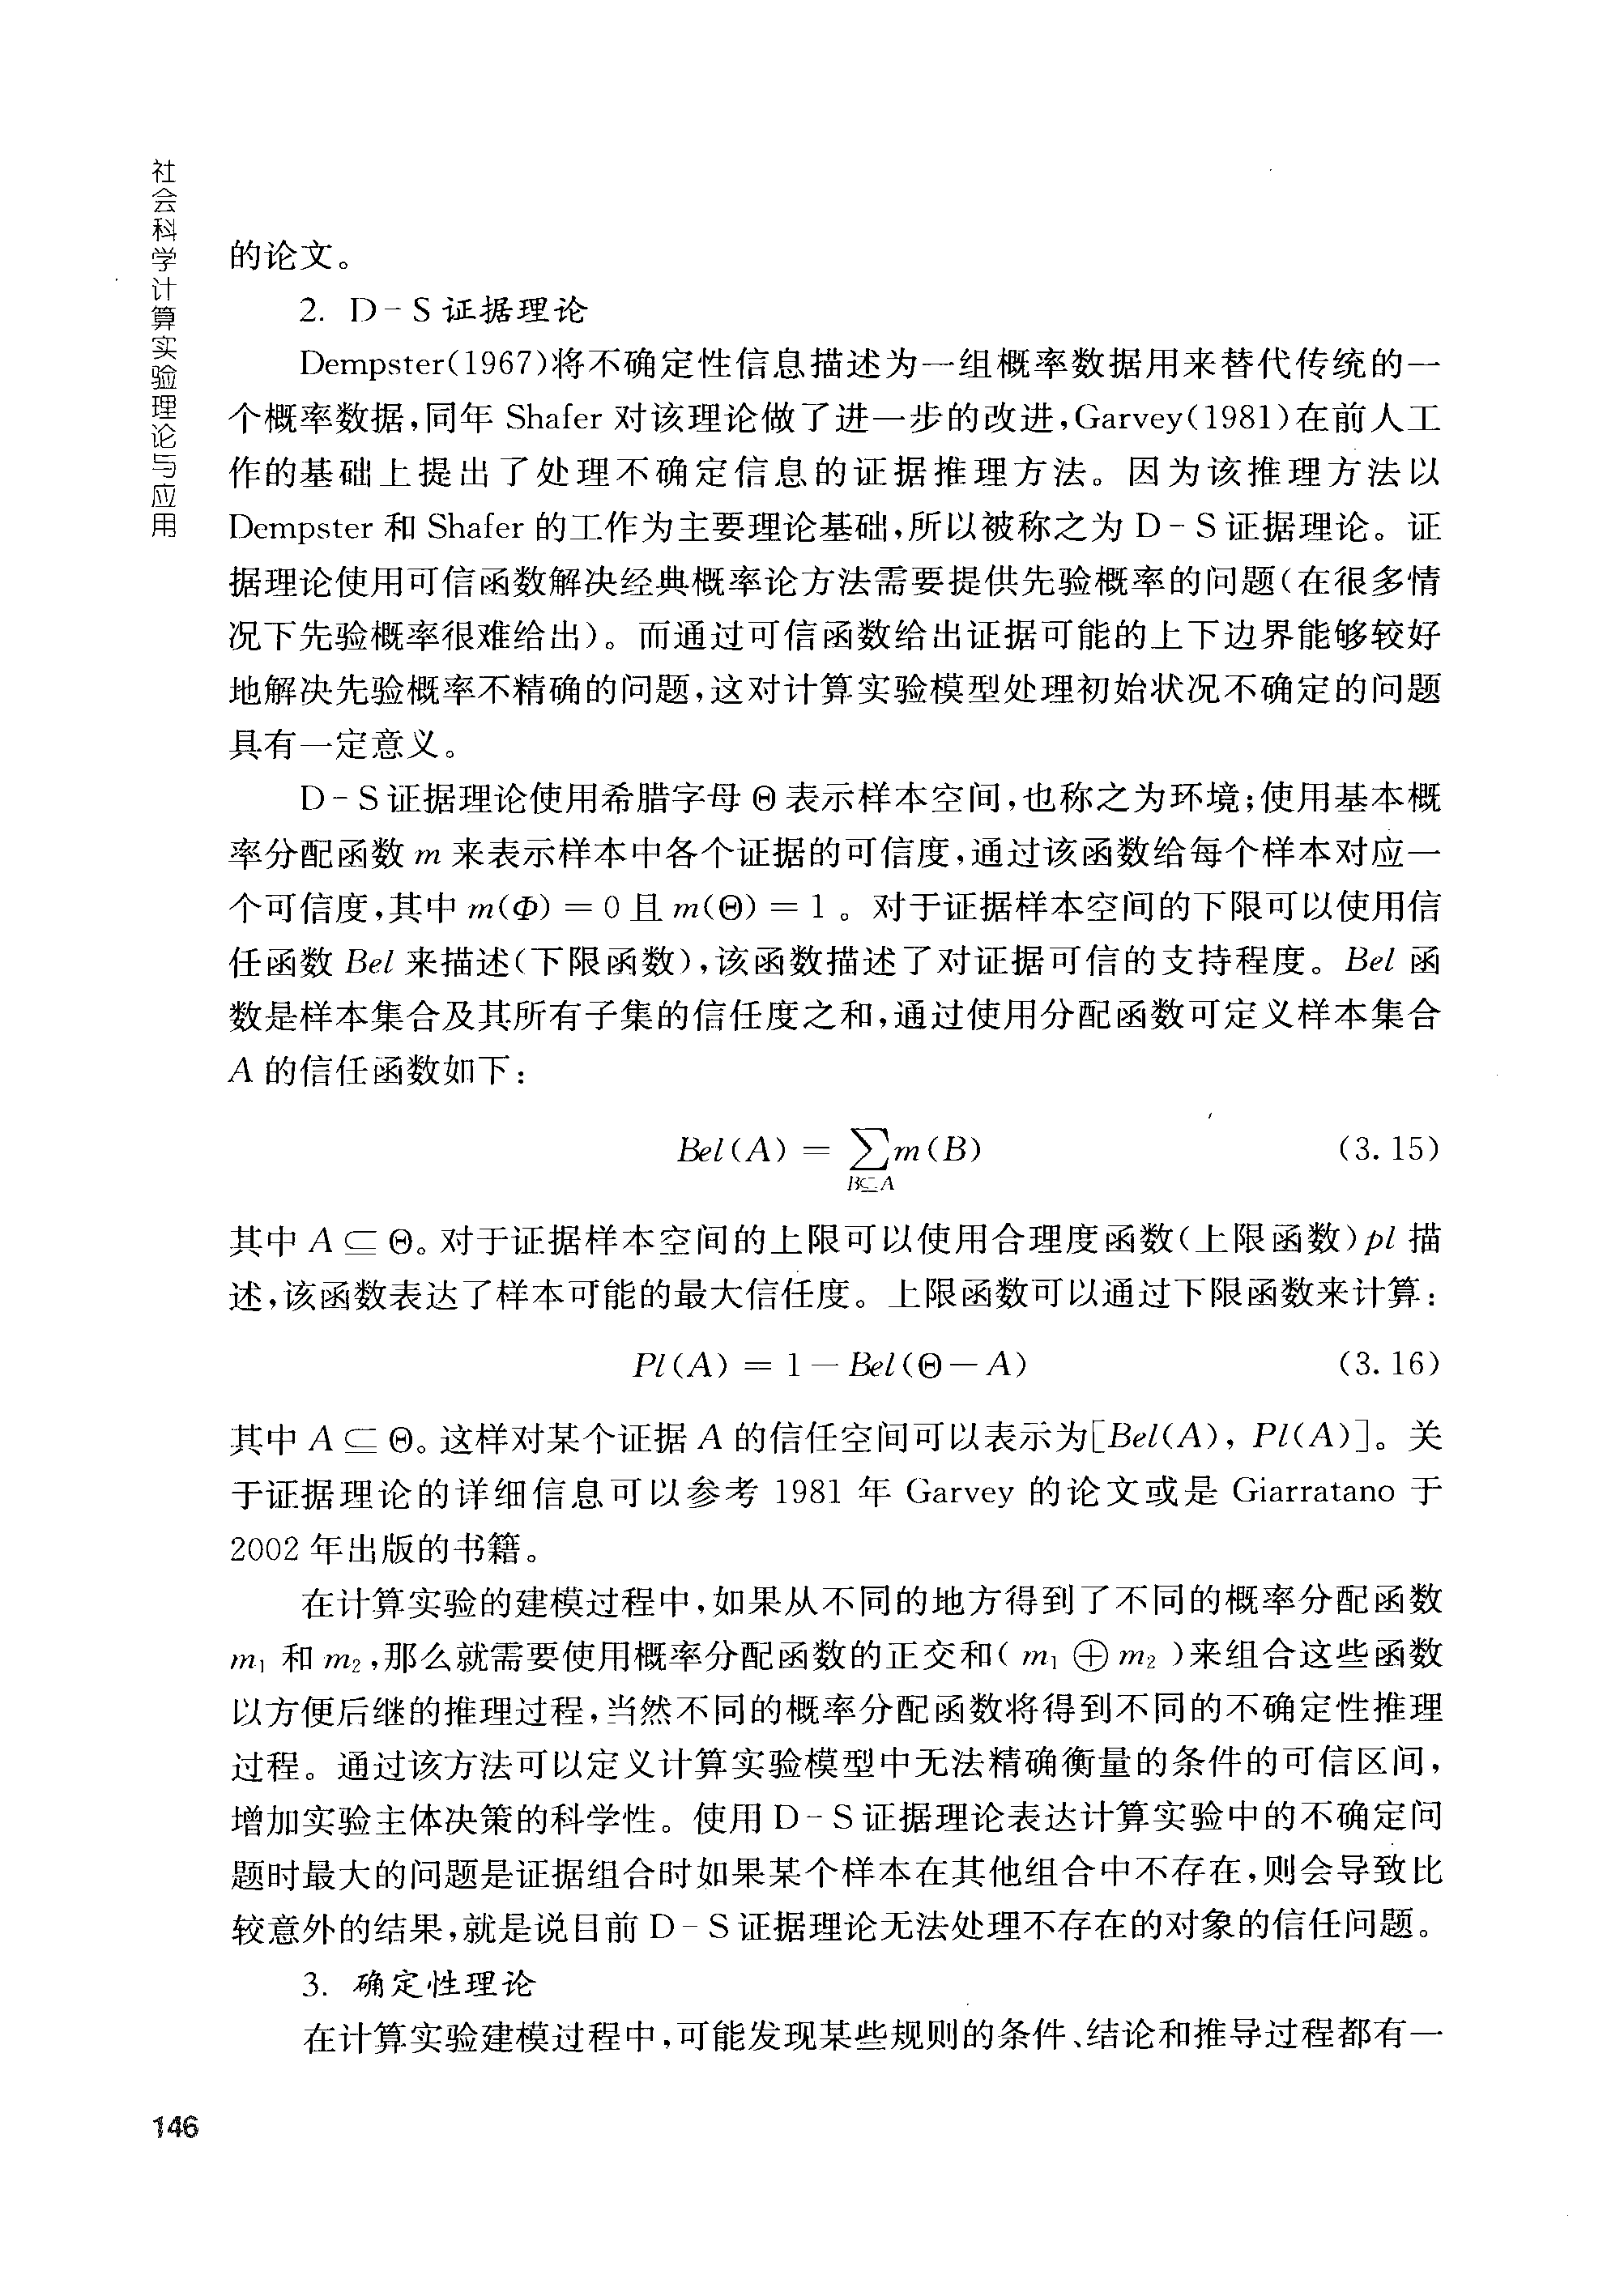 社会科学计算实验理论与应用
的论文。
2. D-S证据理论
Dempster(1967)将不确定性信息描述为一组概率数据用来替代传统的一
个概率数据,同年 Shafer 对该理论做了进一步的改进,Garvey(1981)在前人工
作的基础上提出了处理不确定信息的证据推理方法。因为该推理方法以
Dempster 和 Shafer 的工作为主要理论基础,所以被称之为 D-S证据理论。证
据理论使用可信函数解决经典概率论方法需要提供先验概率的问题(在很多情
况下先验概率很难给出)。而通过可信函数给出证据可能的上下边界能够较好
地解决先验概率不精确的问题,这对计算实验模型处理初始状况不确定的问题
具有一定意义。
D-S证据理论使用希腊字母 Θ 表示样本空间,也称之为环境;使用基本概
率分配函数 m 来表示样本中各个证据的可信度,通过该函数给每个样本对应一
个可信度,其中 m(Φ) = 0 且 m(Θ) = 1 。对于证据样本空间的下限可以使用信
任函数 Bel 来描述(下限函数),该函数描述了对证据可信的支持程度。Bel 函
数是样本集合及其所有子集的信任度之和,通过使用分配函数可定义样本集合
A 的信任函数如下:
Bel(A) = ∑m(B) (3.15)
B⊆A
其中 A ⊆ Θ。对于证据样本空间的上限可以使用合理度函数(上限函数)pl 描
述,该函数表达了样本可能的最大信任度。上限函数可以通过下限函数来计算:
Pl(A) = 1 - Bel(Θ - A) (3.16)
其中 A ⊆ Θ。这样对某个证据 A 的信任空间可以表示为[Bel(A), Pl(A)]。关
于证据理论的详细信息可以参考 1981 年 Garvey 的论文或是 Giarratano 于
2002 年出版的书籍。
在计算实验的建模过程中,如果从不同的地方得到了不同的概率分配函数
m₁ 和 m₂,那么就需要使用概率分配函数的正交和( m₁ ⊕ m₂ )来组合这些函数
以方便后继的推理过程,当然不同的概率分配函数将得到不同的不确定性推理
过程。通过该方法可以定义计算实验模型中无法精确衡量的条件的可信区间,
增加实验主体决策的科学性。使用 D-S证据理论表达计算实验中的不确定问
题时最大的问题是证据组合时如果某个样本在其他组合中不存在,则会导致比
较意外的结果,就是说目前 D-S证据理论无法处理不存在的对象的信任问题。
3. 确定性理论
在计算实验建模过程中,可能发现某些规则的条件、结论和推导过程都有一
146